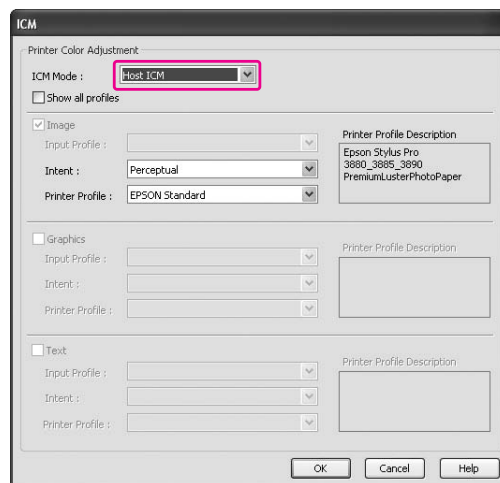 ICM
Printer Color Adjustment
ICM Mode :
Host ICM
Show all profiles
Image
Input Profile :
Intent :
Perceptual
Printer Profile :
EPSON Standard
Printer Profile Description
Epson Stylus Pro
3880_3885_3890
PremiumLusterPhotoPaper
Graphics
Input Profile :
Intent :
Printer Profile :
Printer Profile Description
Text
Input Profile :
Intent :
Printer Profile :
Printer Profile Description
OK
Cancel
Help